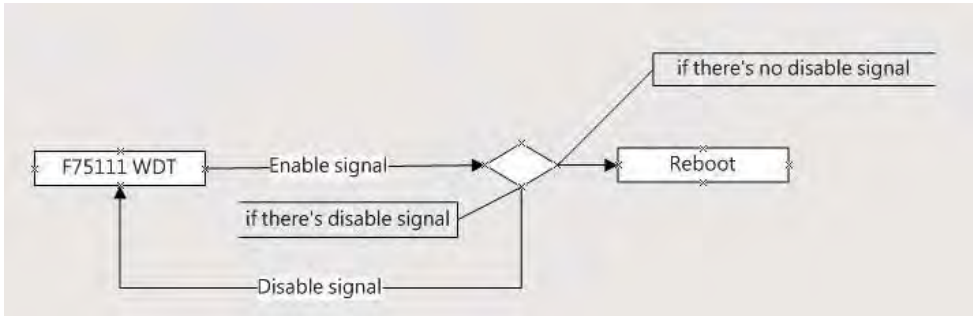 if there's no disable signal
F75111 WDT
Enable signal
Reboot
if there's disable signal
Disable signal